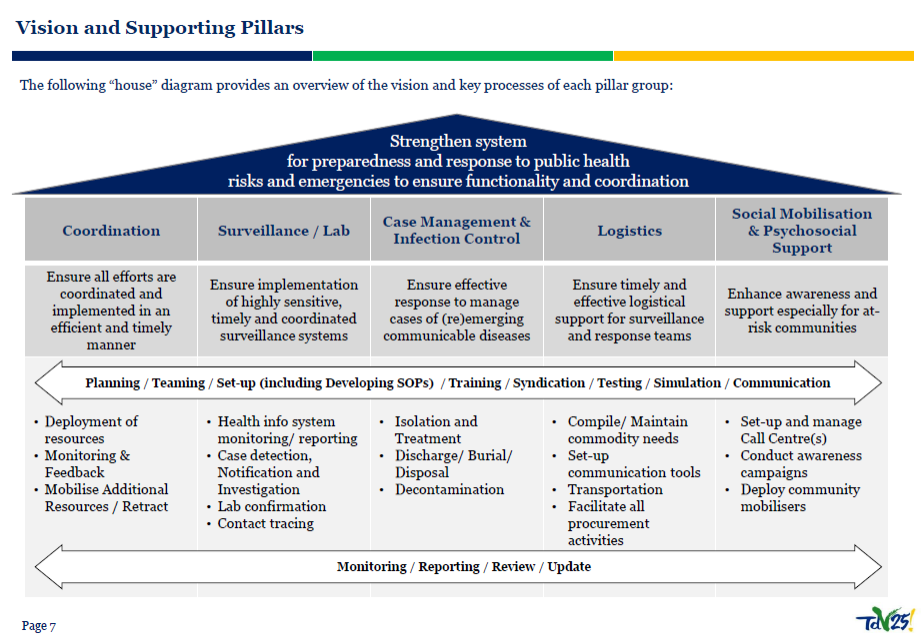 Vision and Supporting Pillars
The following “house” diagram provides an overview of the vision and key processes of each pillar group:
Strengthen system
for preparedness and response to public health
risks and emergencies to ensure functionality and coordination
Coordination
Surveillance / Lab
Case Management &
Infection Control
Logistics
Social Mobilisation
& Psychosocial
Support
Ensure all efforts are
coordinated and
implemented in an
efficient and timely
manner
Ensure implementation
of highly sensitive,
timely and coordinated
surveillance systems
Ensure effective
response to manage
cases of (re)emerging
communicable diseases
Ensure timely and
effective logistical
support for surveillance
and response teams
Enhance awareness and
support especially for at-
risk communities
Planning / Teaming / Set-up (including Developing SOPs) / Training / Syndication / Testing / Simulation / Communication
• Deployment of
resources
• Monitoring &
Feedback
• Mobilise Additional
Resources / Retract
• Health info system
monitoring/ reporting
• Case detection,
Notification and
Investigation
• Lab confirmation
• Contact tracing
• Isolation and
Treatment
• Discharge/ Burial/
Disposal
• Decontamination
• Compile/ Maintain
commodity needs
• Set-up
communication tools
• Transportation
• Facilitate all
procurement
activities
• Set-up and manage
Call Centre(s)
• Conduct awareness
campaigns
• Deploy community
mobilisers
Monitoring / Reporting / Review / Update
Page 7
TdV25!